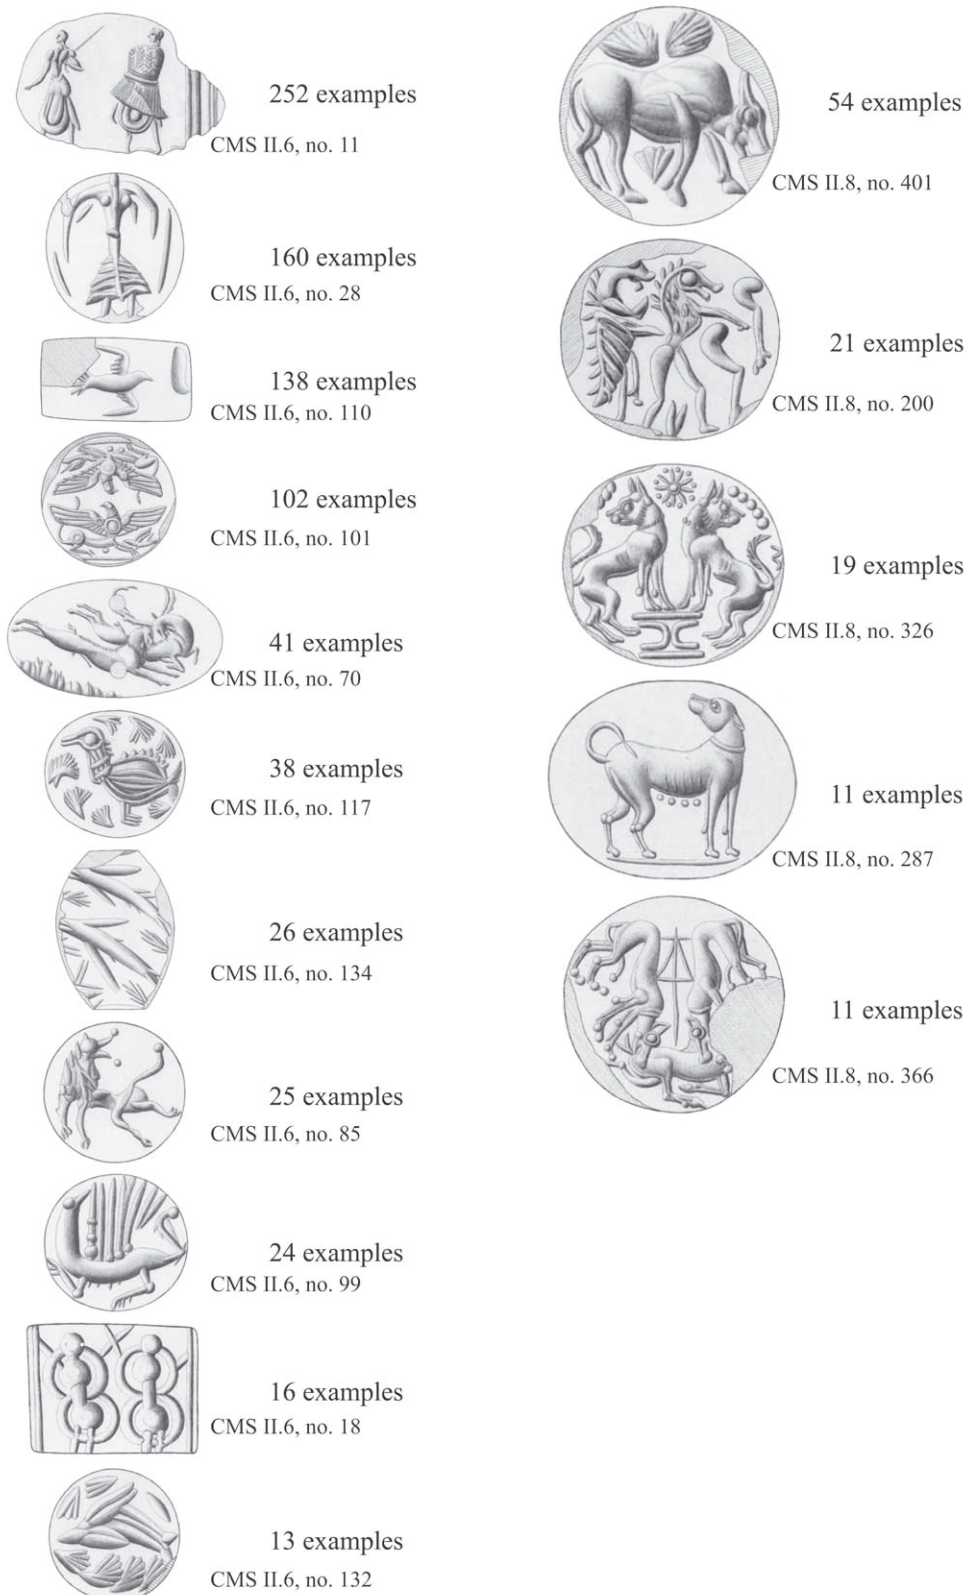 252 examples
CMS II.6, no. 11
160 examples
CMS II.6, no. 28
138 examples
CMS II.6, no. 110
102 examples
CMS II.6, no. 101
41 examples
CMS II.6, no. 70
38 examples
CMS II.6, no. 117
26 examples
CMS II.6, no. 134
25 examples
CMS II.6, no. 85
24 examples
CMS II.6, no. 99
16 examples
CMS II.6, no. 18
13 examples
CMS II.6, no. 132
54 examples
CMS II.8, no. 401
21 examples
CMS II.8, no. 200
19 examples
CMS II.8, no. 326
11 examples
CMS II.8, no. 287
11 examples
CMS II.8, no. 366